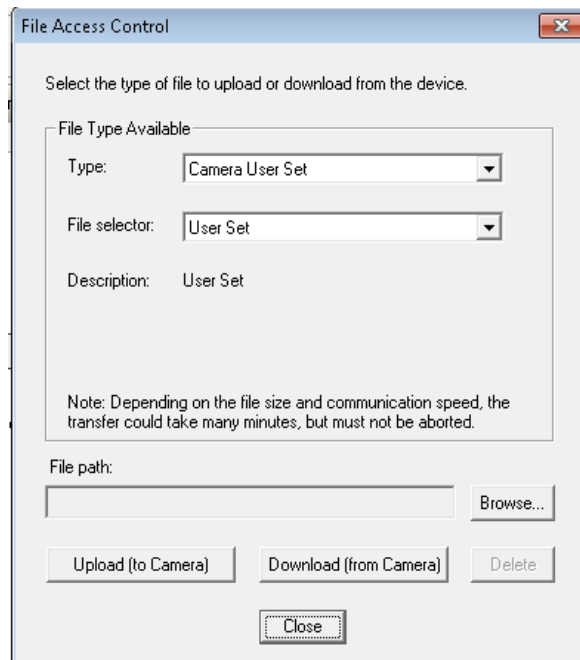 File Access Control
Select the type of file to upload or download from the device.
File Type Available
Type:
Camera User Set
File selector:
User Set
Description:
User Set
Note: Depending on the file size and communication speed, the
transfer could take many minutes, but must not be aborted.
File path:
Browse...
Upload (to Camera)
Download (from Camera)
Delete
Close